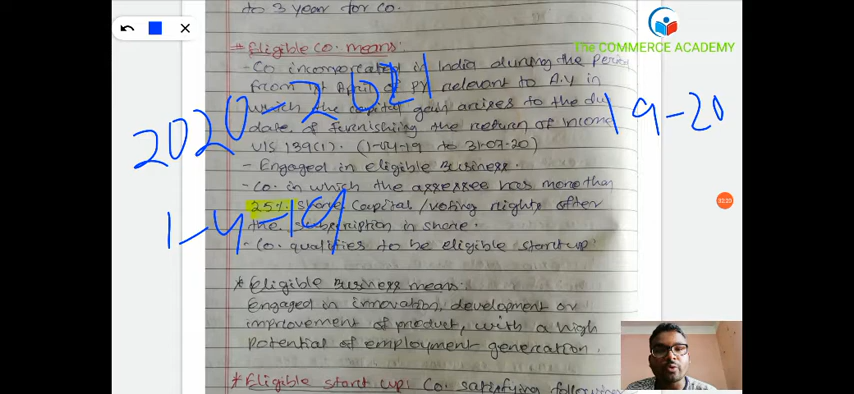 to 3 year for co.
The COMMERCE ACADEMY
* Eligible Co. means:
- Co incorporated in India during the Period
from 1st April of PY relevant to A.Y in
which the capital gain arises to the due
date of furnishing the return of income
U/S 139(1). (1-04-19 to 31-07-20)
- Engaged in eligible business.
- Co. in which the assessee has more than
25% Share Capital/voting rights after
the subscription in share.
- Co. qualifies to be eligible start up.
* Eligible Business means:
Engaged in innovation, development or
improvement of product, with a high
Potential of employment generation.
* Eligible start up: Co. satisfying following
2020-2021
19-20
1-4-19